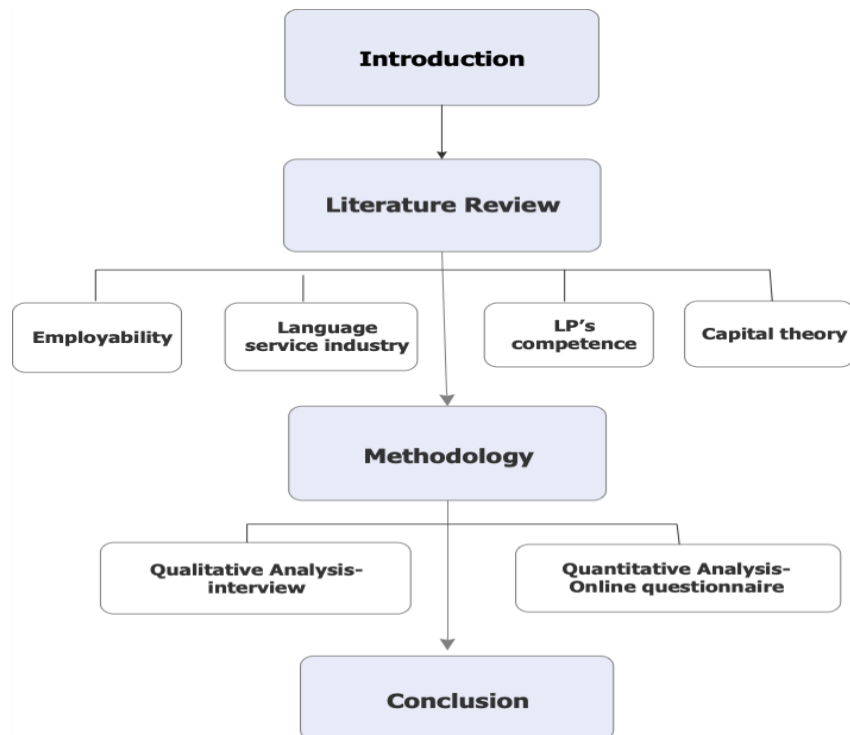 Introduction
Literature Review
Employability
Language
service industry
LP's
competence
Capital theory
Methodology
Qualitative Analysis-
interview
Quantitative Analysis-
Online questionnaire
Conclusion